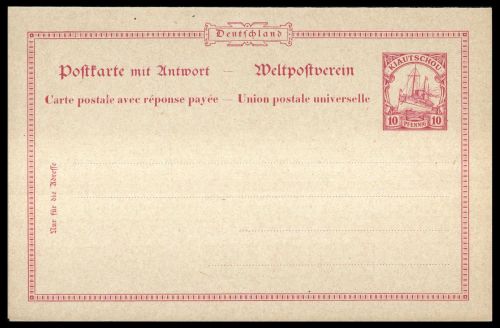 Deutschland
Postkarte mit Antwort — Weltpostverein
Carte postale avec réponse payée — Union postale universelle
KIAUTSCHOU
10 PFENNIG 10
Nur für die Adresse